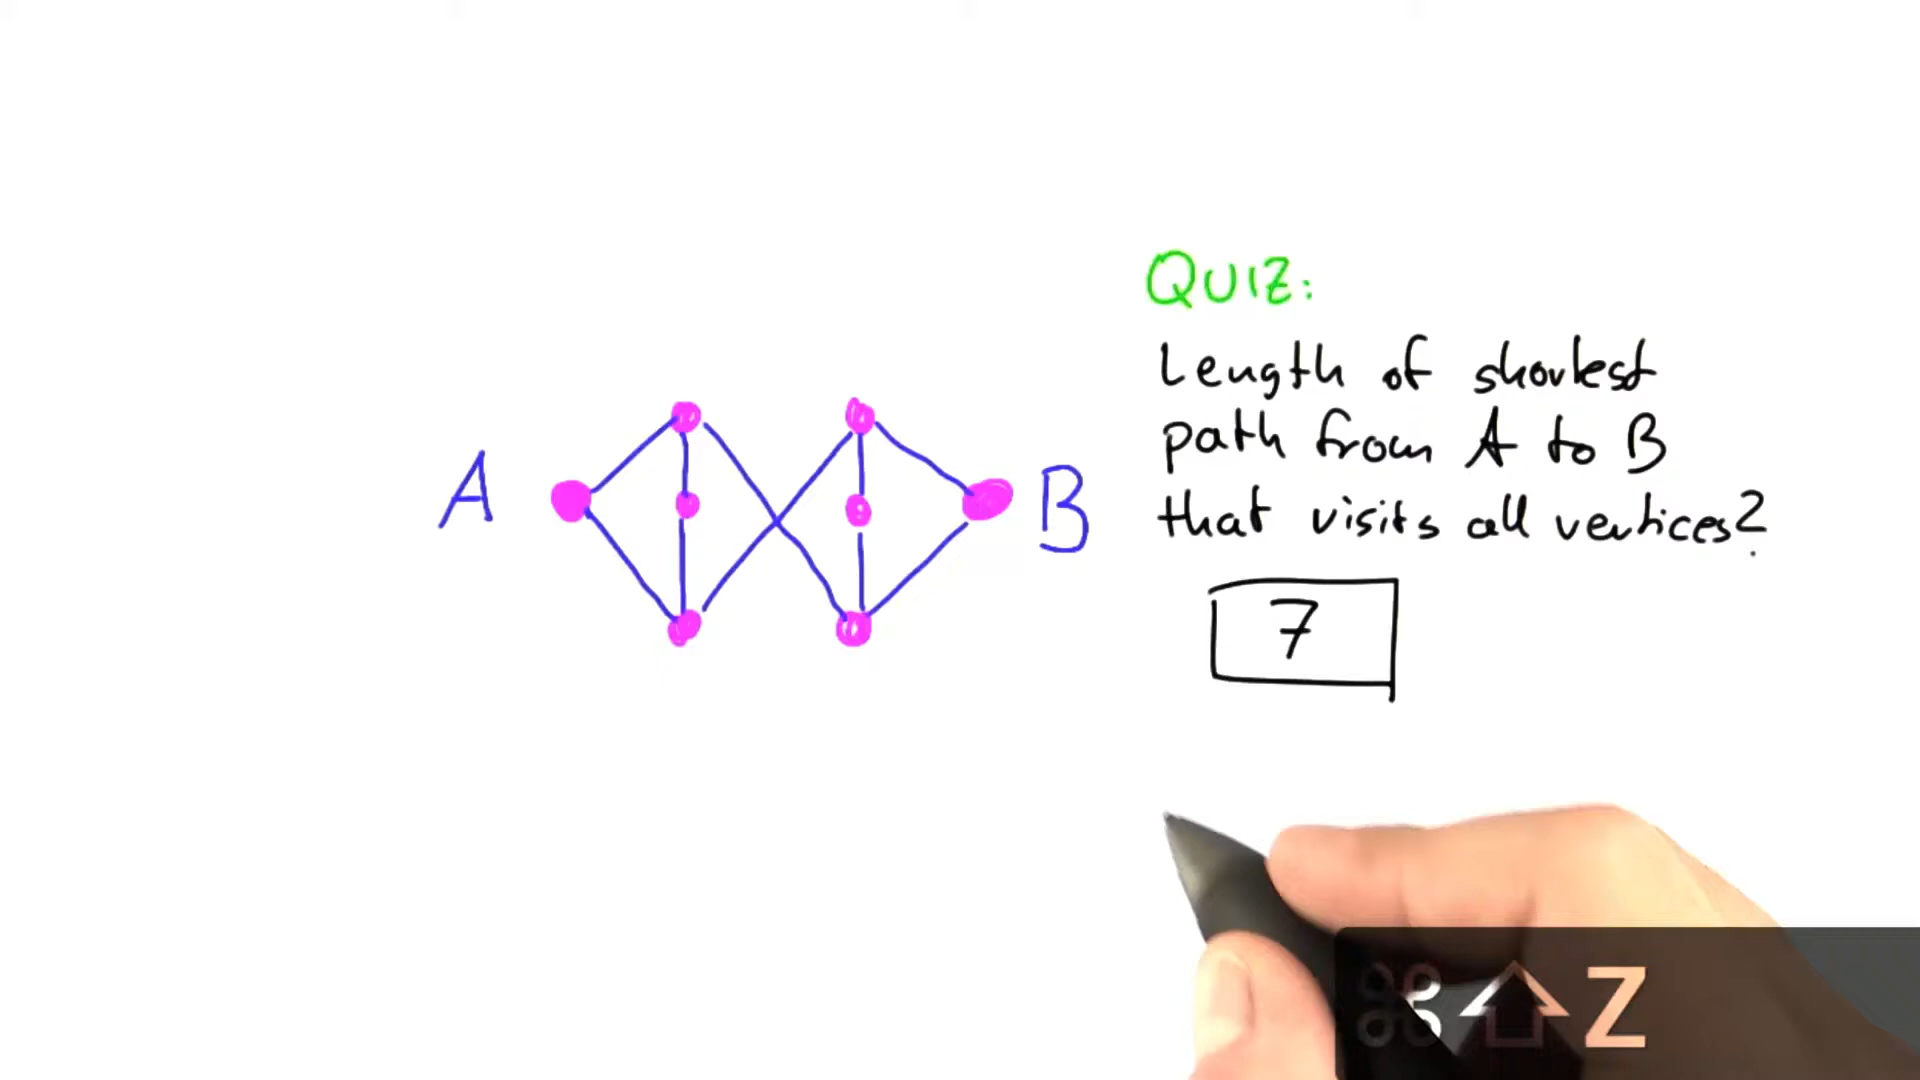 QUIZ:
Length of shortest
path from A to B
that visits all vertices?
A
B
7
⌘⇧Z